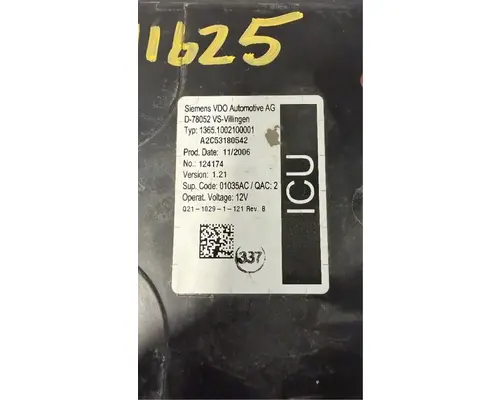 11625
Siemens VDO Automotive AG
D-78052 VS-Villingen
Typ: 1365.1002100001
A2C53180542
Prod. Date: 11/2006
No.: 124174
Version: 1.21
Sup. Code: 01035AC / QAC: 2
Operat. Voltage: 12V
Q21-1029-1-121 Rev. B
ICU
337